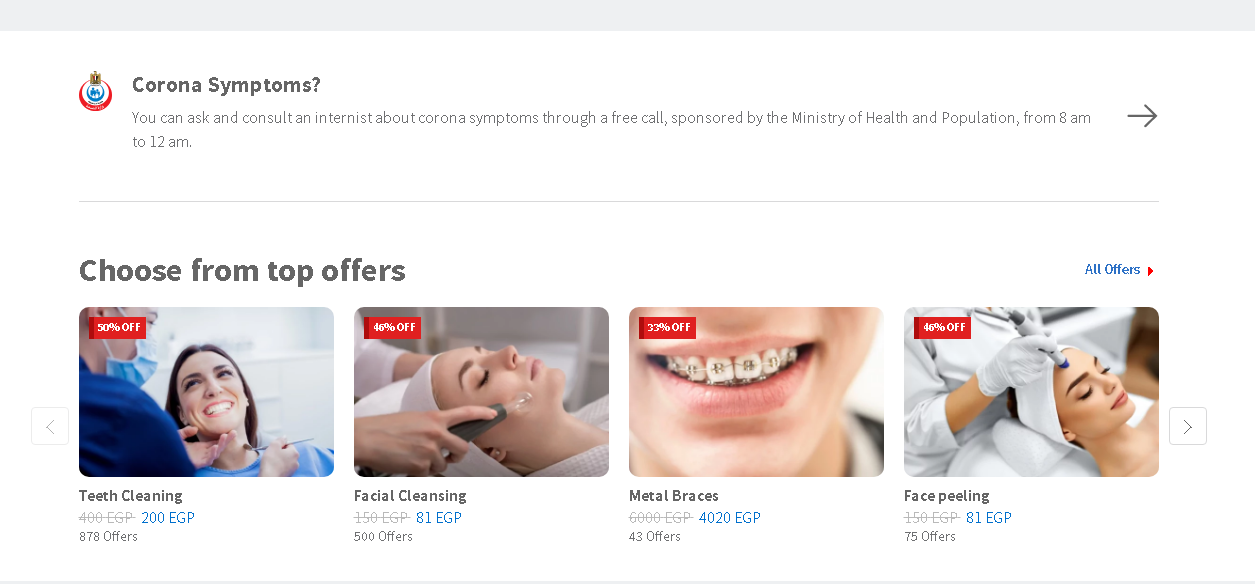 Corona Symptoms?
You can ask and consult an internist about corona symptoms through a free call, sponsored by the Ministry of Health and Population, from 8 am
to 12 am.
Choose from top offers
All Offers
50% OFF
46% OFF
33% OFF
46% OFF
Teeth Cleaning
Facial Cleansing
Metal Braces
Face peeling
400 EGP 200 EGP
150 EGP 81 EGP
6000 EGP 4020 EGP
150 EGP 81 EGP
878 Offers
500 Offers
43 Offers
75 Offers